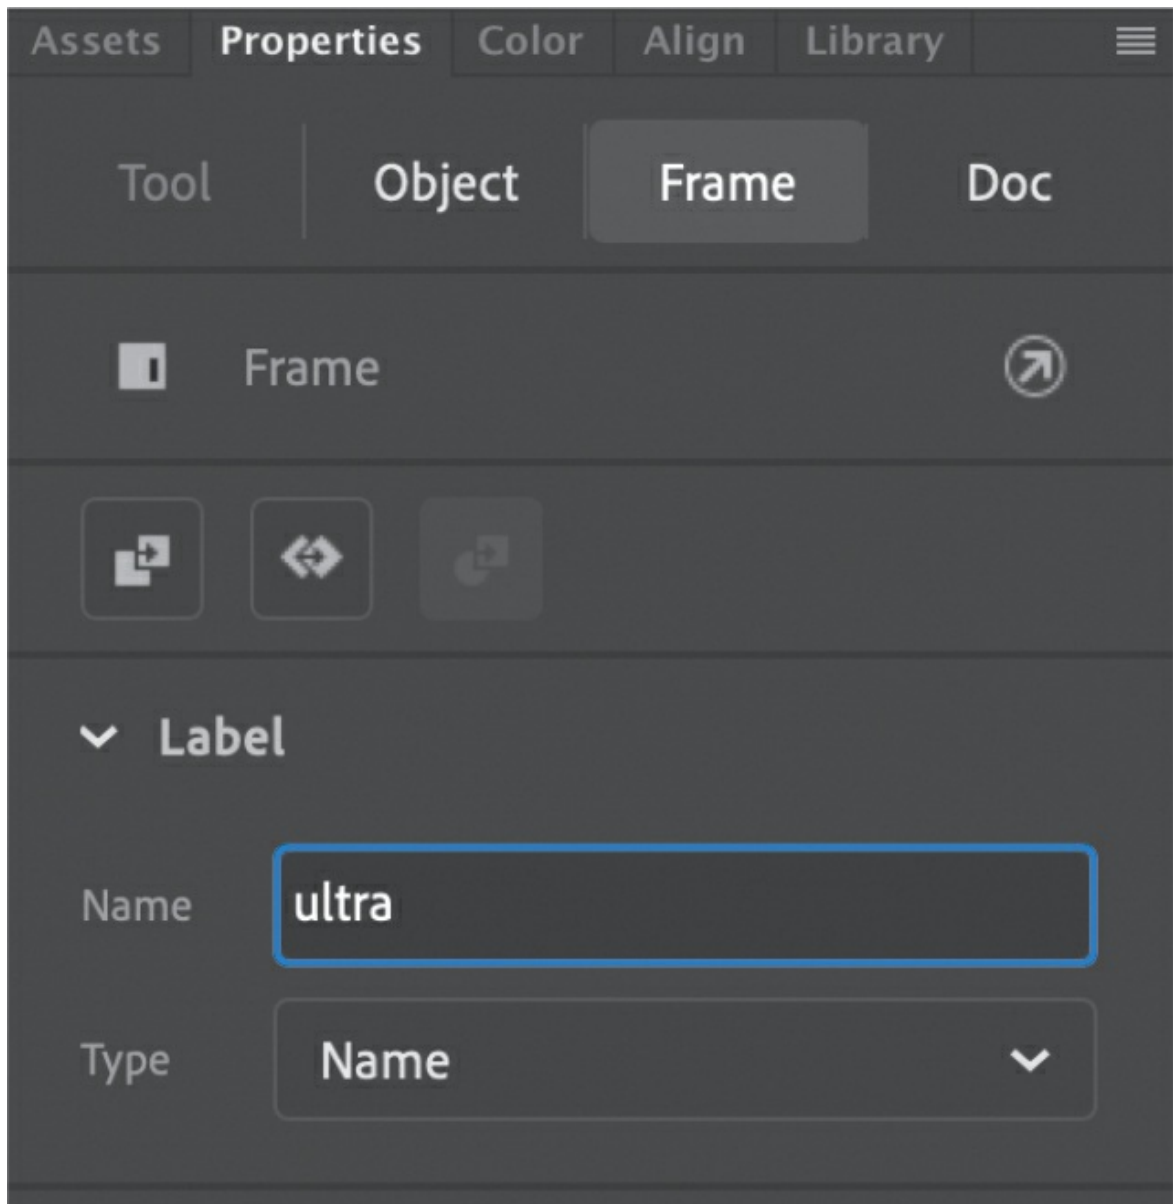 Assets Properties Color Align Library
Tool Object Frame Doc
Frame
Label
Name ultra
Type Name